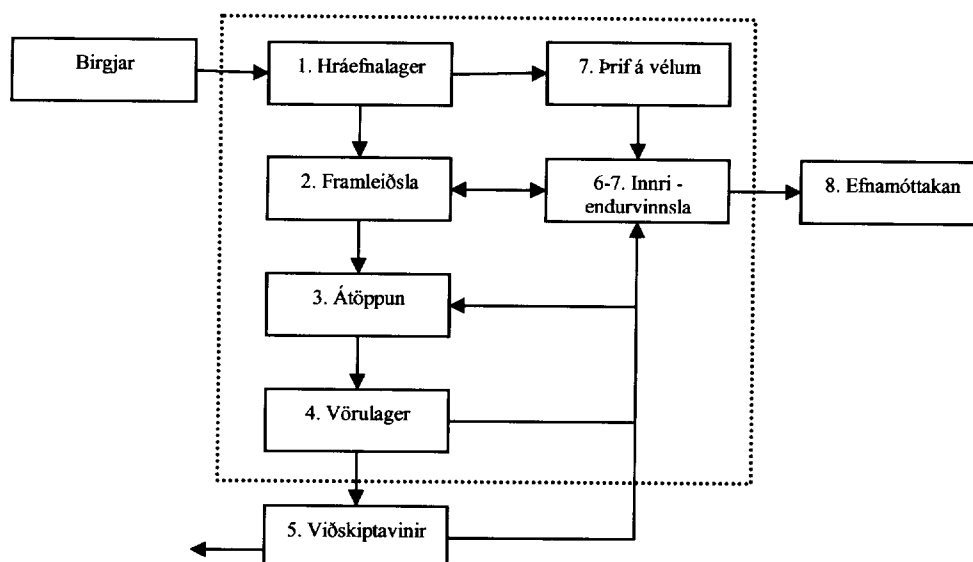 Birgjar
1. Hráefnalager
7. Þrif á vélum
2. Framleiðsla
6-7. Innri -
endurvinnsla
8. Efnamóttakan
3. Átöppun
4. Vörulager
5. Viðskiptavinir